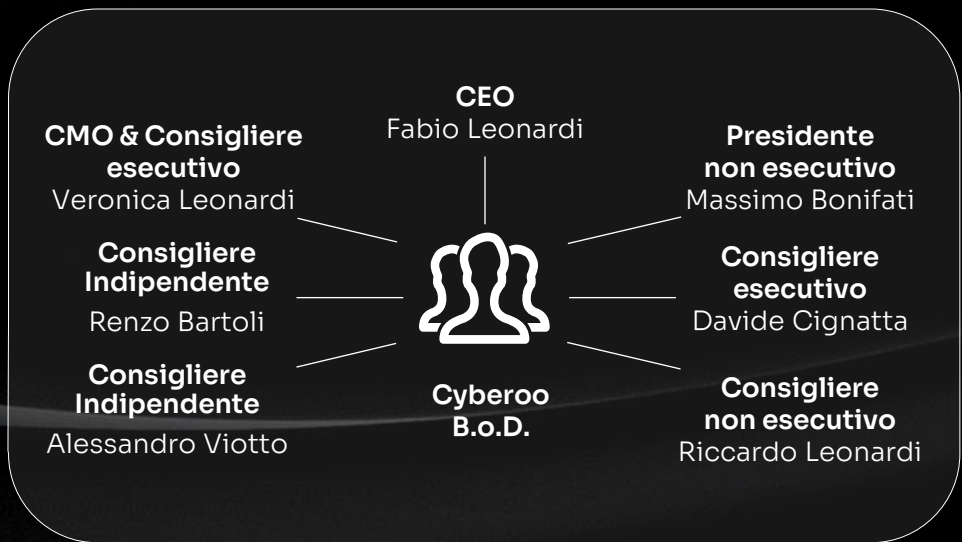 CEO
Fabio Leonardi
CMO & Consigliere
esecutivo
Veronica Leonardi
Presidente
non esecutivo
Massimo Bonifati
Consigliere
Indipendente
Renzo Bartoli
Consigliere
esecutivo
Davide Cignatta
Consigliere
Indipendente
Alessandro Viotto
Cyberoo
B.o.D.
Consigliere
non esecutivo
Riccardo Leonardi